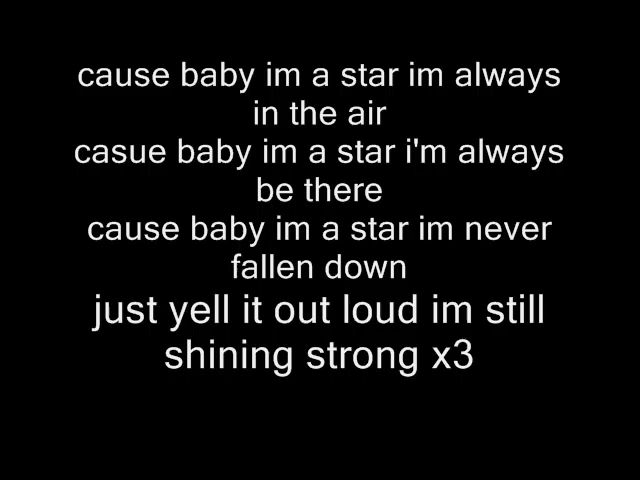 cause baby im a star im always
in the air
casue baby im a star i'm always
be there
cause baby im a star im never
fallen down
just yell it out loud im still
shining strong x3